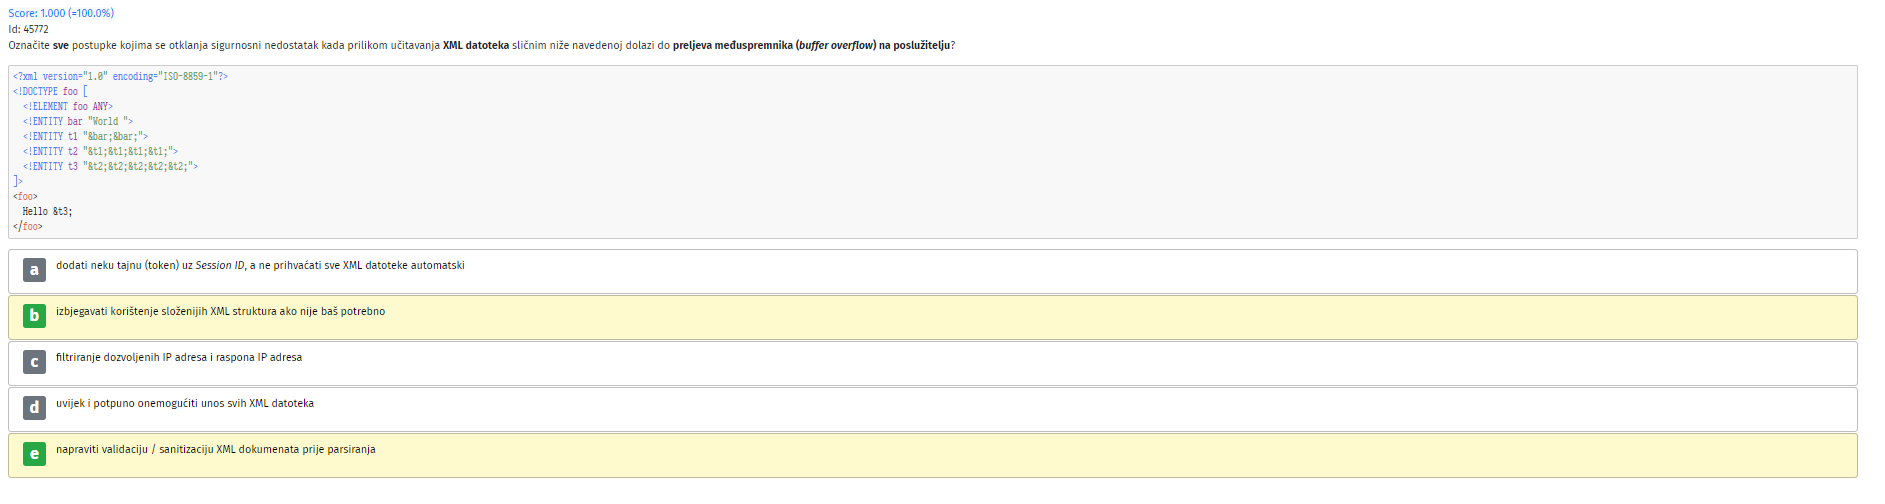 Score: 1.000 (=100.0%)
Id: 45772
Označite sve postupke kojima se otklanja sigurnosni nedostatak kada prilikom učitavanja XML datoteka sličnim niže navedenoj dolazi do preljeva međuspremnika (buffer overflow) na poslužitelju?
<?xml version="1.0" encoding="ISO-8859-1"?>
<!DOCTYPE foo [
  <!ELEMENT foo ANY>
  <!ENTITY bar "World ">
  <!ENTITY t1 "&bar;&bar;">
  <!ENTITY t2 "&t1;&t1;&t1;&t1;">
  <!ENTITY t3 "&t2;&t2;&t2;&t2;&t2;">
]>
<foo>
  Hello &t3;
</foo>
a dodati neku tajnu (token) uz Session ID, a ne prihvaćati sve XML datoteke automatski
b izbjegavati korištenje složenijih XML struktura ako nije baš potrebno
c filtriranje dozvoljenih IP adresa i raspona IP adresa
d uvijek i potpuno onemogućiti unos svih XML datoteka
e napraviti validaciju / sanitizaciju XML dokumenata prije parsiranja